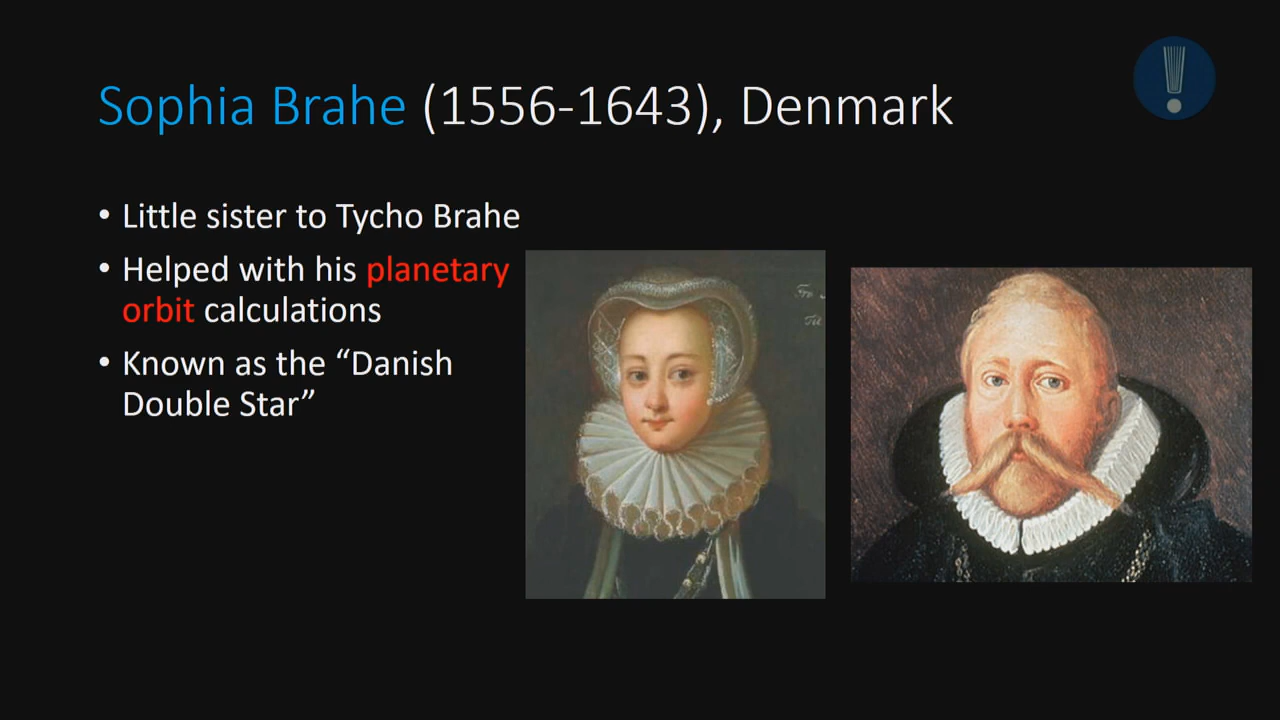 Sophia Brahe (1556-1643), Denmark
• Little sister to Tycho Brahe
• Helped with his planetary
orbit calculations
• Known as the “Danish
Double Star”